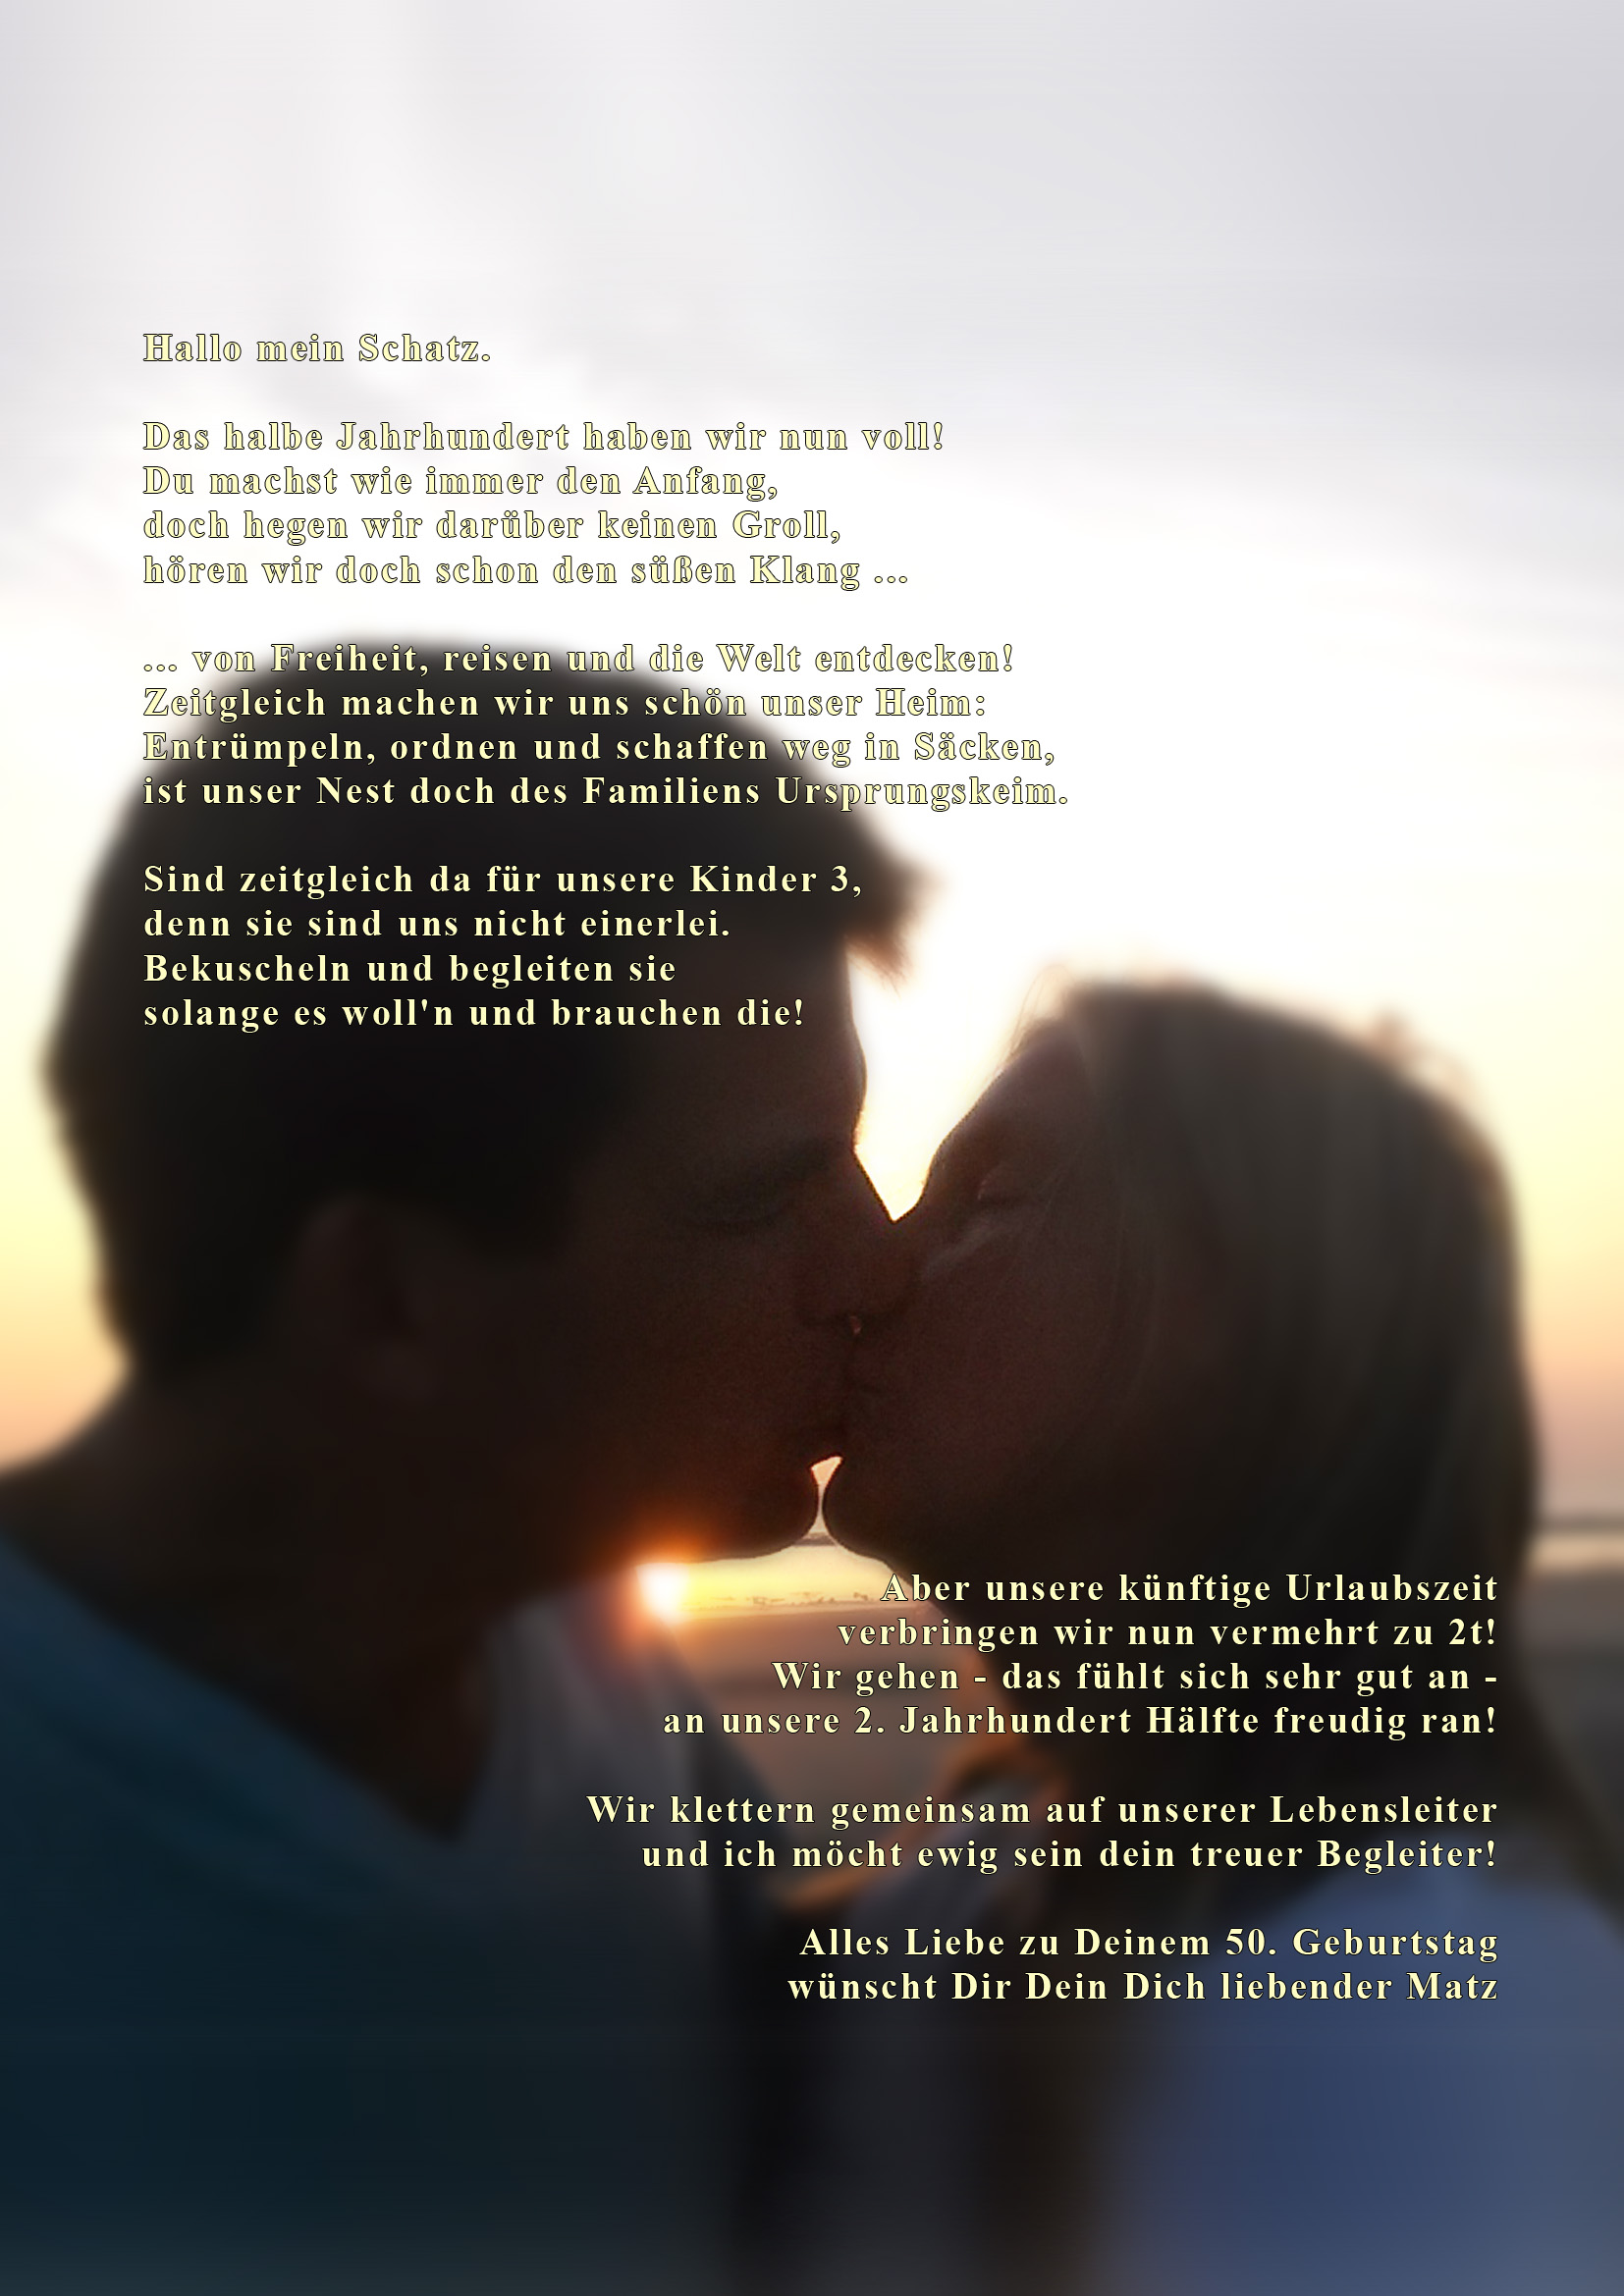 Hallo mein Schatz.
Das halbe Jahrhundert haben wir nun voll!
Du machst wie immer den Anfang,
doch hegen wir darüber keinen Groll,
hören wir doch schon den süßen Klang ...
... von Freiheit, reisen und die Welt entdecken!
Zeitgleich machen wir uns schön unser Heim:
Entrümpeln, ordnen und schaffen weg in Säcken,
ist unser Nest doch des Familiens Ursprungskeim.
Sind zeitgleich da für unsere Kinder 3,
denn sie sind uns nicht einerlei.
Bekuscheln und begleiten sie
solange es woll'n und brauchen die!
Aber unsere künftige Urlaubszeit
verbringen wir nun vermehrt zu 2t!
Wir gehen - das fühlt sich sehr gut an -
an unsere 2. Jahrhundert Hälfte freudig ran!
Wir klettern gemeinsam auf unserer Lebensleiter
und ich möcht ewig sein dein treuer Begleiter!
Alles Liebe zu Deinem 50. Geburtstag
wünscht Dir Dein Dich liebender Matz